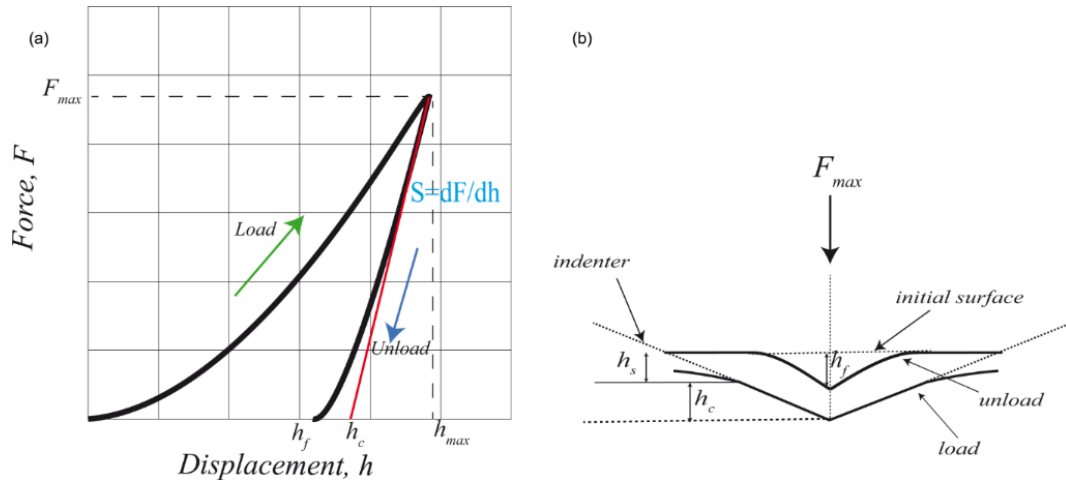 (a)
F_max
Force, F
Load
S=dF/dh
Unload
h_f
h_c
h_max
Displacement, h
(b)
F_max
indenter
initial surface
h_s
h_f
h_c
unload
load